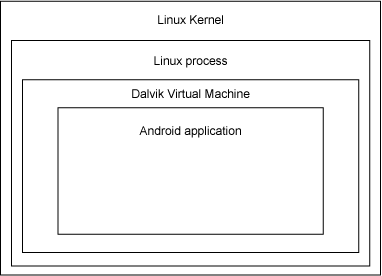 Linux Kernel
Linux process
Dalvik Virtual Machine
Android application